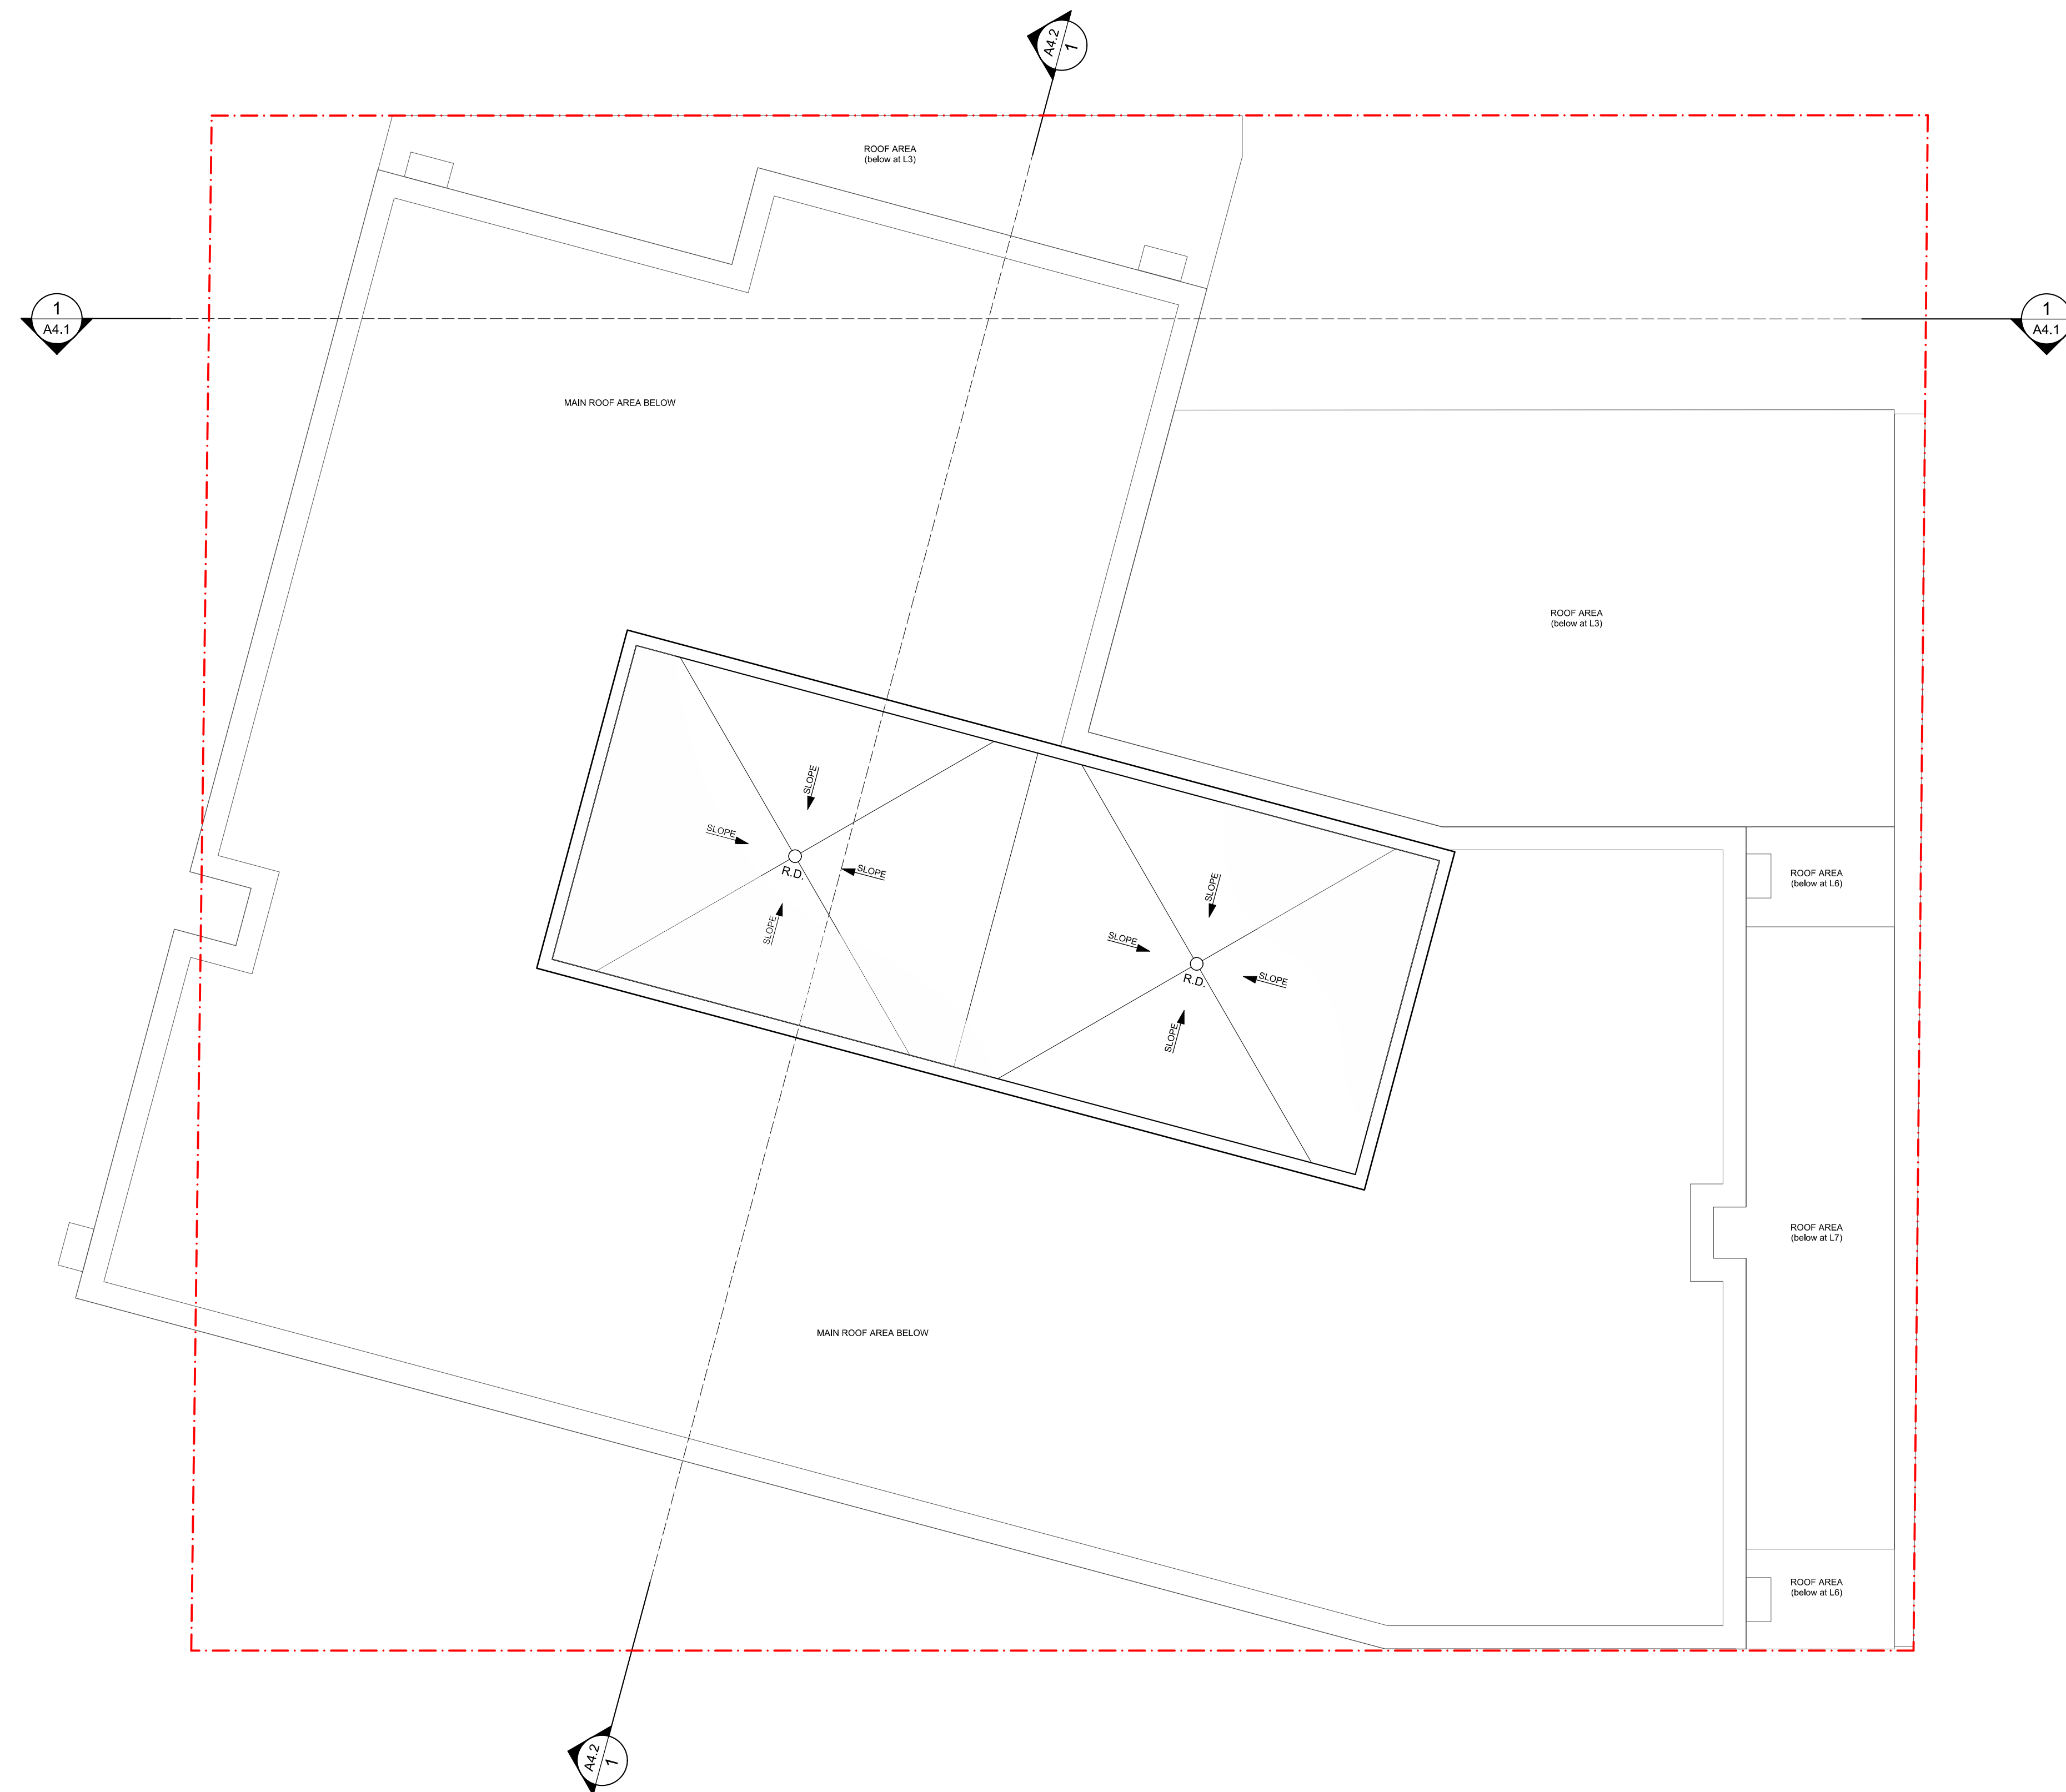 A4.2
1
ROOF AREA
(below at L3)
1
A4.1
1
A4.1
MAIN ROOF AREA BELOW
ROOF AREA
(below at L3)
SLOPE
SLOPE
R.D.
SLOPE
SLOPE
SLOPE
SLOPE
R.D.
SLOPE
SLOPE
ROOF AREA
(below at L6)
ROOF AREA
(below at L7)
MAIN ROOF AREA BELOW
ROOF AREA
(below at L6)
A4.2
1